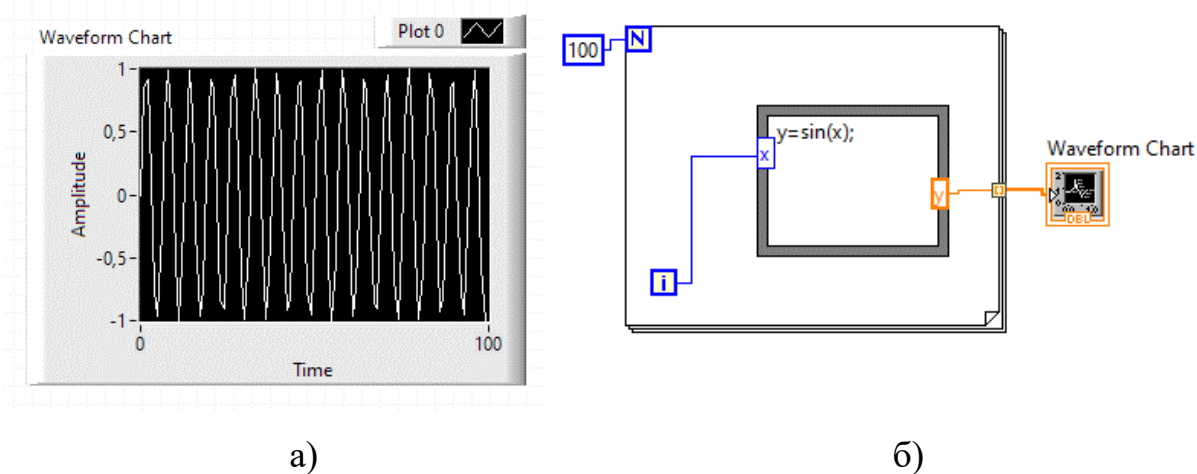 Waveform Chart
Plot 0
1
0,5
0
-0,5
-1
Amplitude
0
100
Time
100
N
y=sin(x);
x
y
i
Waveform Chart
DBL
а)
б)